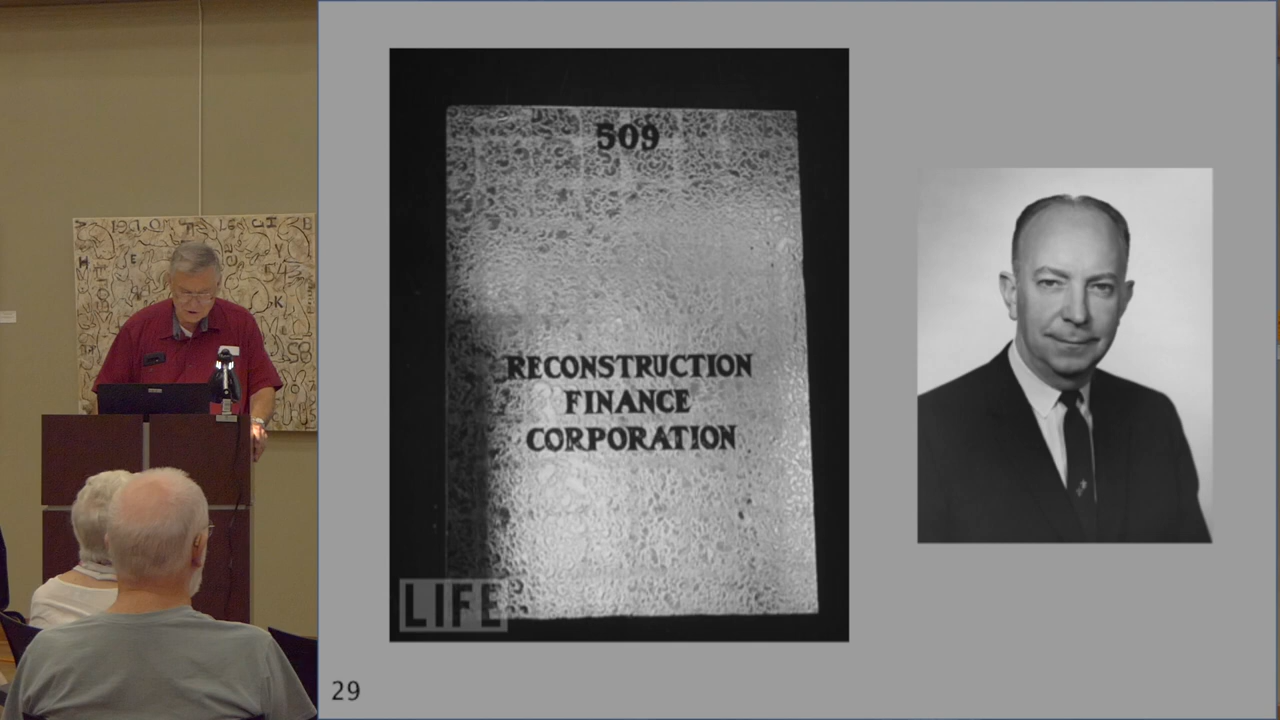 509
RECONSTRUCTION
FINANCE
CORPORATION
LIFE
29